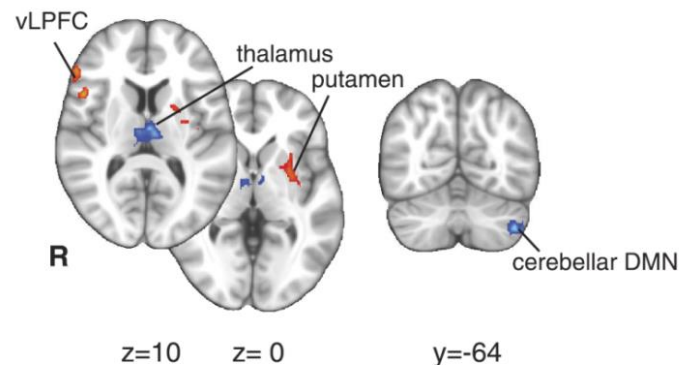 vLPFC
thalamus
putamen
R
cerebellar DMN
z=10 z= 0 y=-64